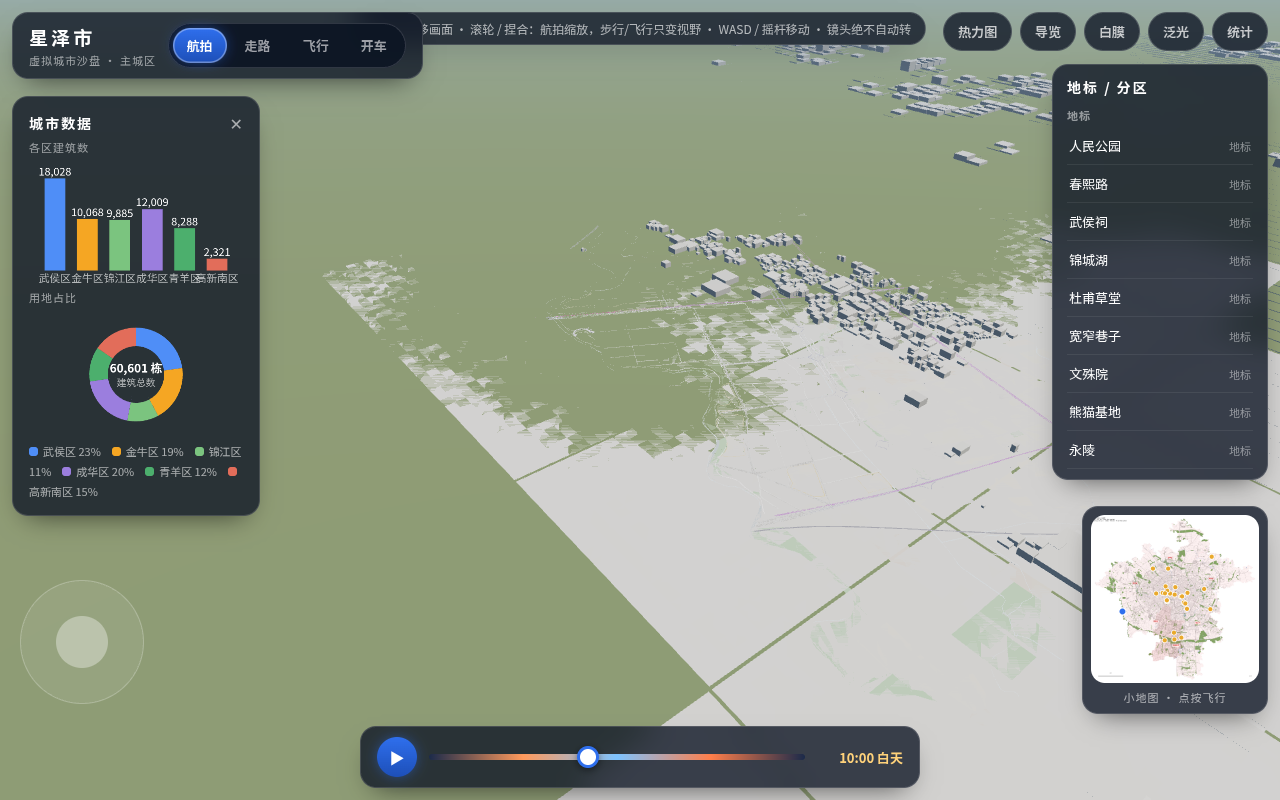 星泽市
虚拟城市沙盘 · 主城区
航拍
走路
飞行
开车
画面 · 滚轮 / 捏合：航拍缩放，步行/飞行只变视野 · WASD / 摇杆移动 · 镜头绝不自动转
热力图
导览
白膜
泛光
统计
城市数据
✕
各区建筑数
18,028
10,068
9,885
12,009
8,288
2,321
武侯区
金牛区
锦江区
成华区
青羊区
高新南区
用地占比
60,601 栋
建筑总数
武侯区 23% 金牛区 19% 锦江区
11% 成华区 20% 青羊区 12%
高新南区 15%
地标 / 分区
地标
人民公园 地标
春熙路 地标
武侯祠 地标
锦城湖 地标
杜甫草堂 地标
宽窄巷子 地标
文殊院 地标
熊猫基地 地标
永陵 地标
小地图 · 点按飞行
10:00 白天